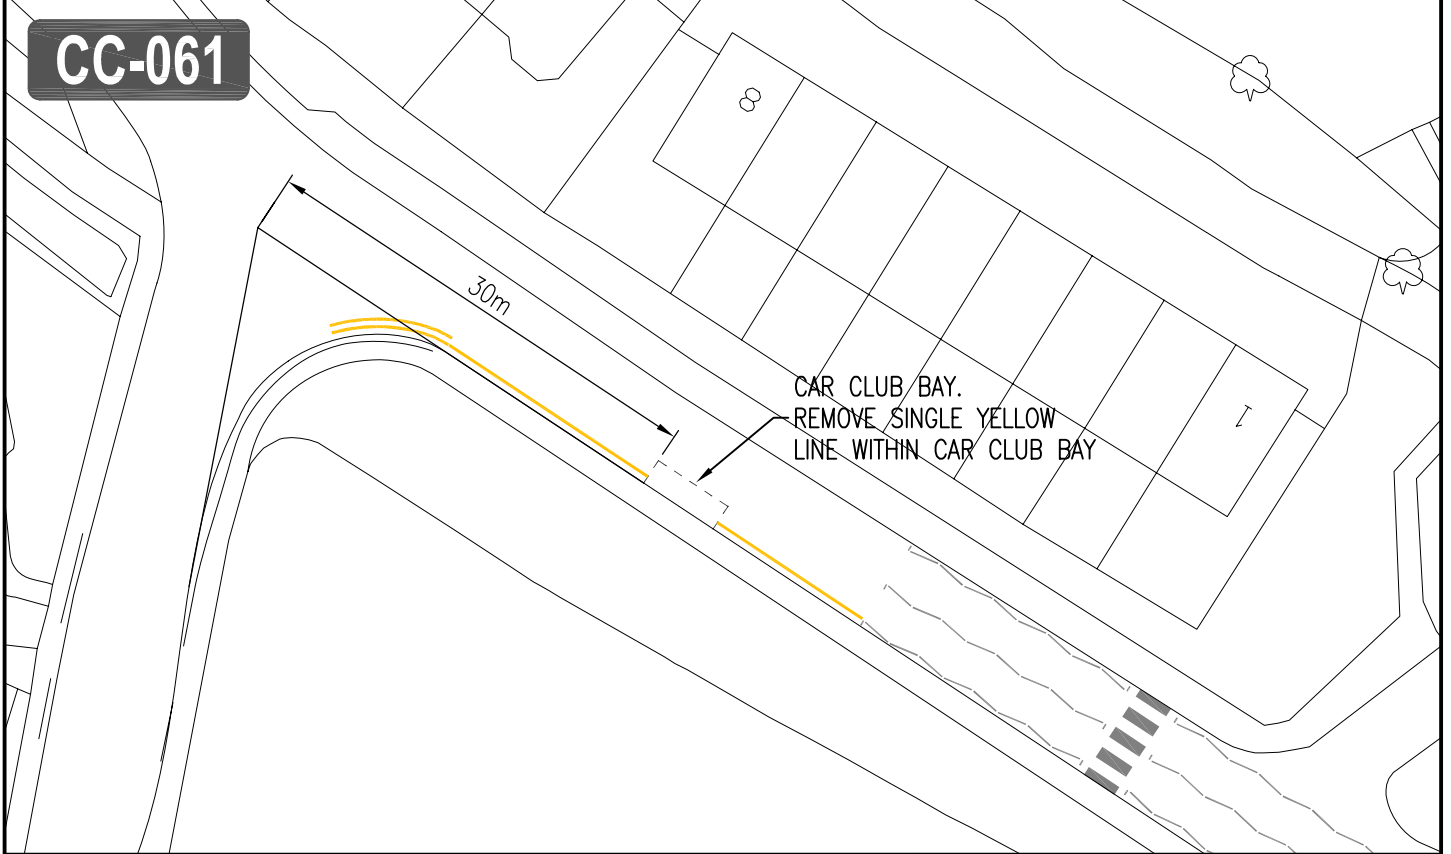 CC-061
8
30m
CAR CLUB BAY.
REMOVE SINGLE YELLOW
LINE WITHIN CAR CLUB BAY
1